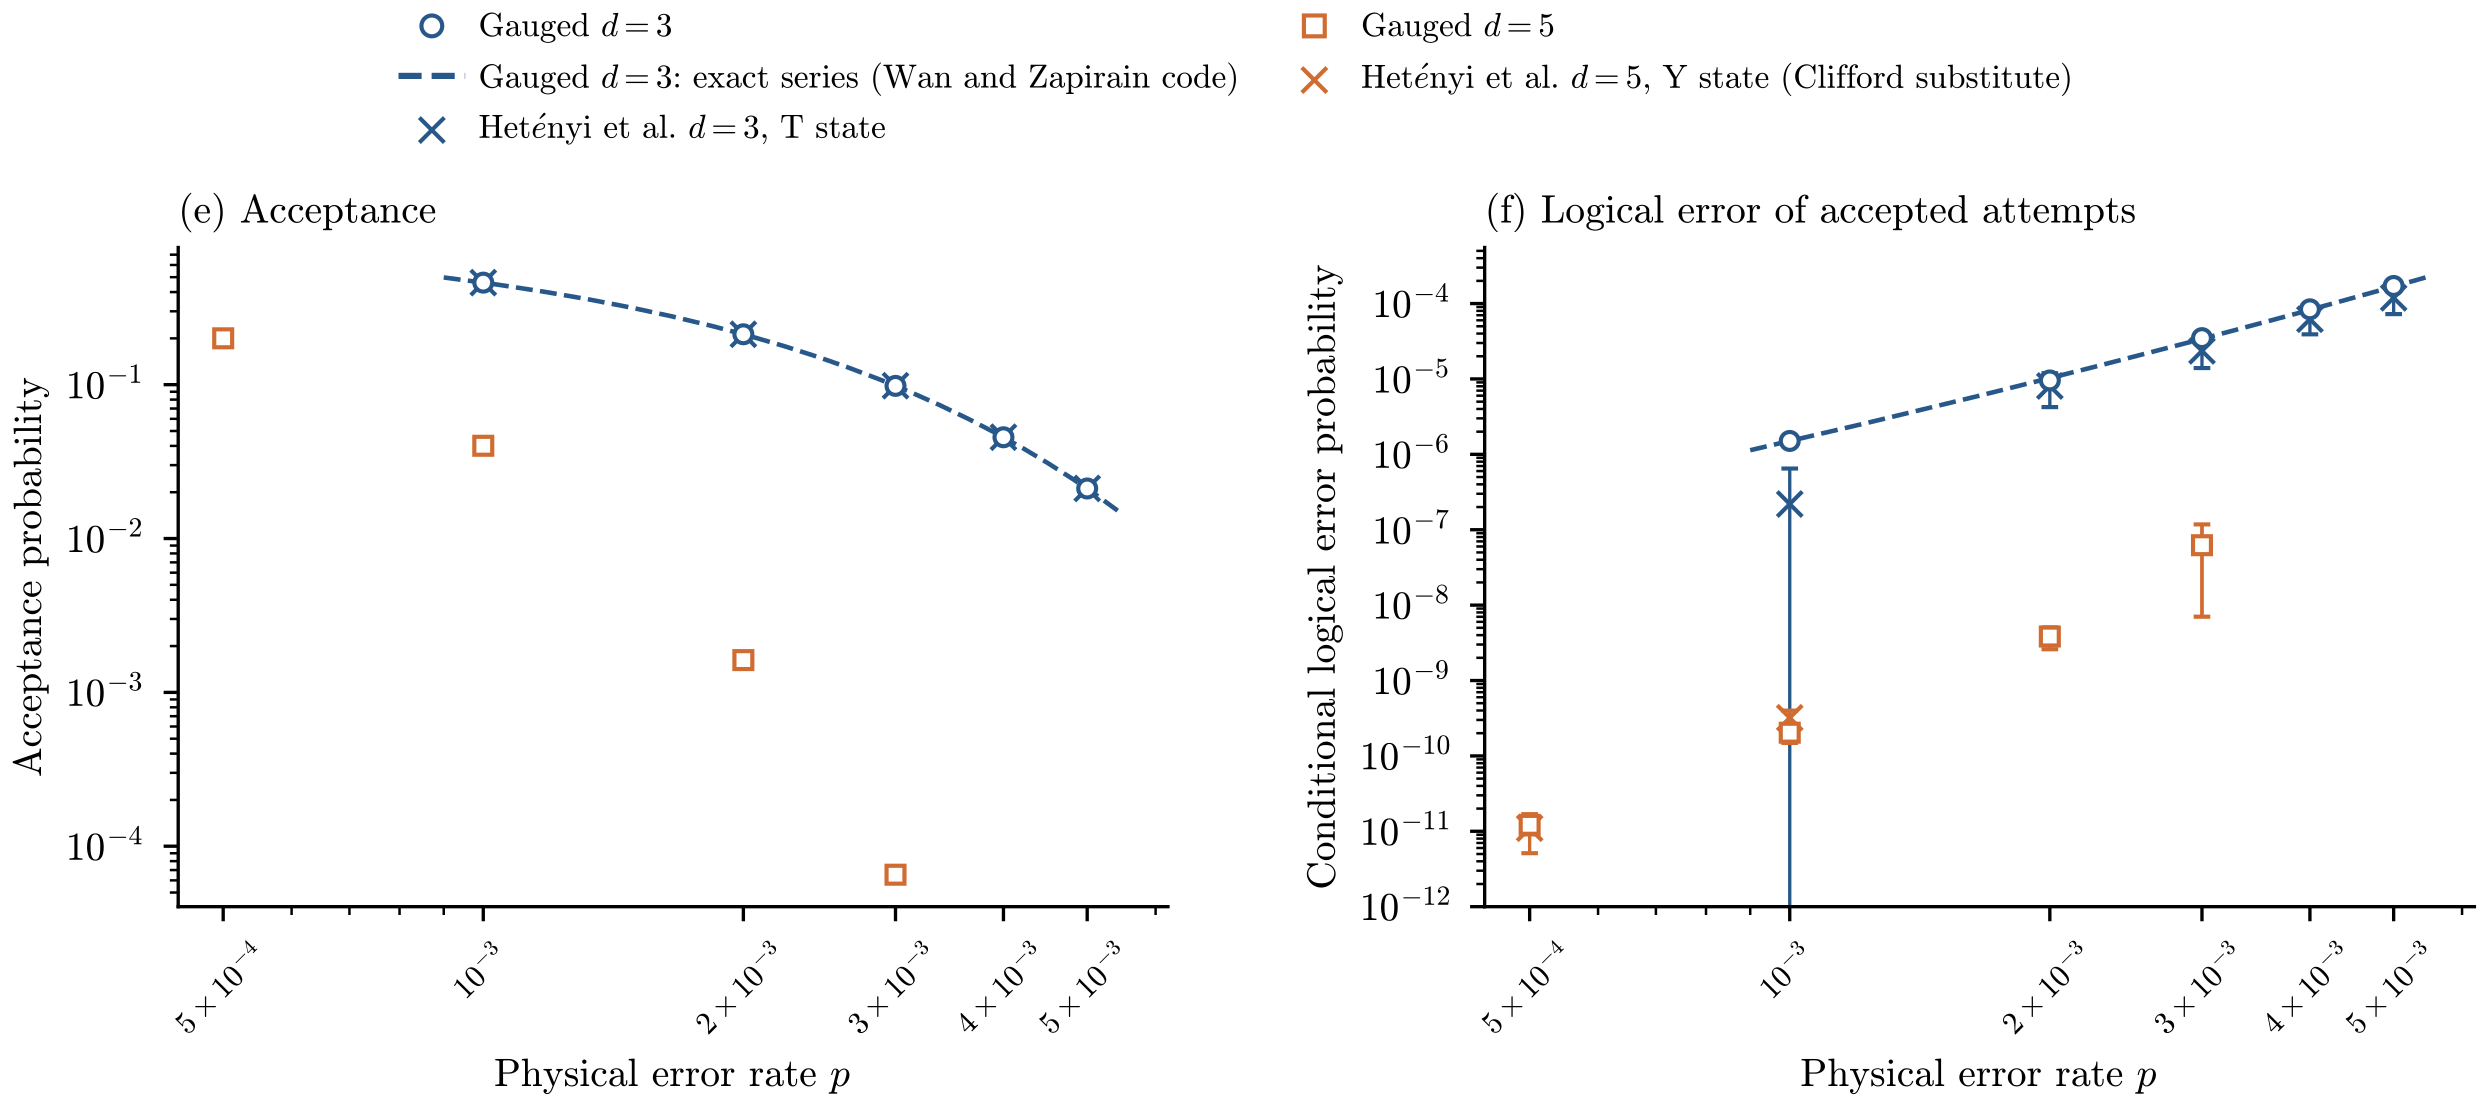 Gauged d = 3
Gauged d = 3: exact series (Wan and Zapirain code)
Hetényi et al. d = 3, T state
Gauged d = 5
Hetényi et al. d = 5, Y state (Clifford substitute)
(e) Acceptance
Acceptance probability
10⁻¹
10⁻²
10⁻³
10⁻⁴
5 × 10⁻⁴
10⁻³
2 × 10⁻³
3 × 10⁻³
4 × 10⁻³
5 × 10⁻³
Physical error rate p
(f) Logical error of accepted attempts
Conditional logical error probability
10⁻⁴
10⁻⁵
10⁻⁶
10⁻⁷
10⁻⁸
10⁻⁹
10⁻¹⁰
10⁻¹¹
10⁻¹²
5 × 10⁻⁴
10⁻³
2 × 10⁻³
3 × 10⁻³
4 × 10⁻³
5 × 10⁻³
Physical error rate p